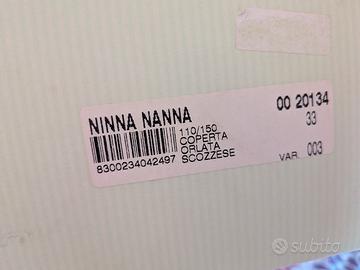 NINNA NANNA
00 20134
33
110/150
COPERTA
ORLATA
SCOZZESE
8300234042497
VAR. 003
subito